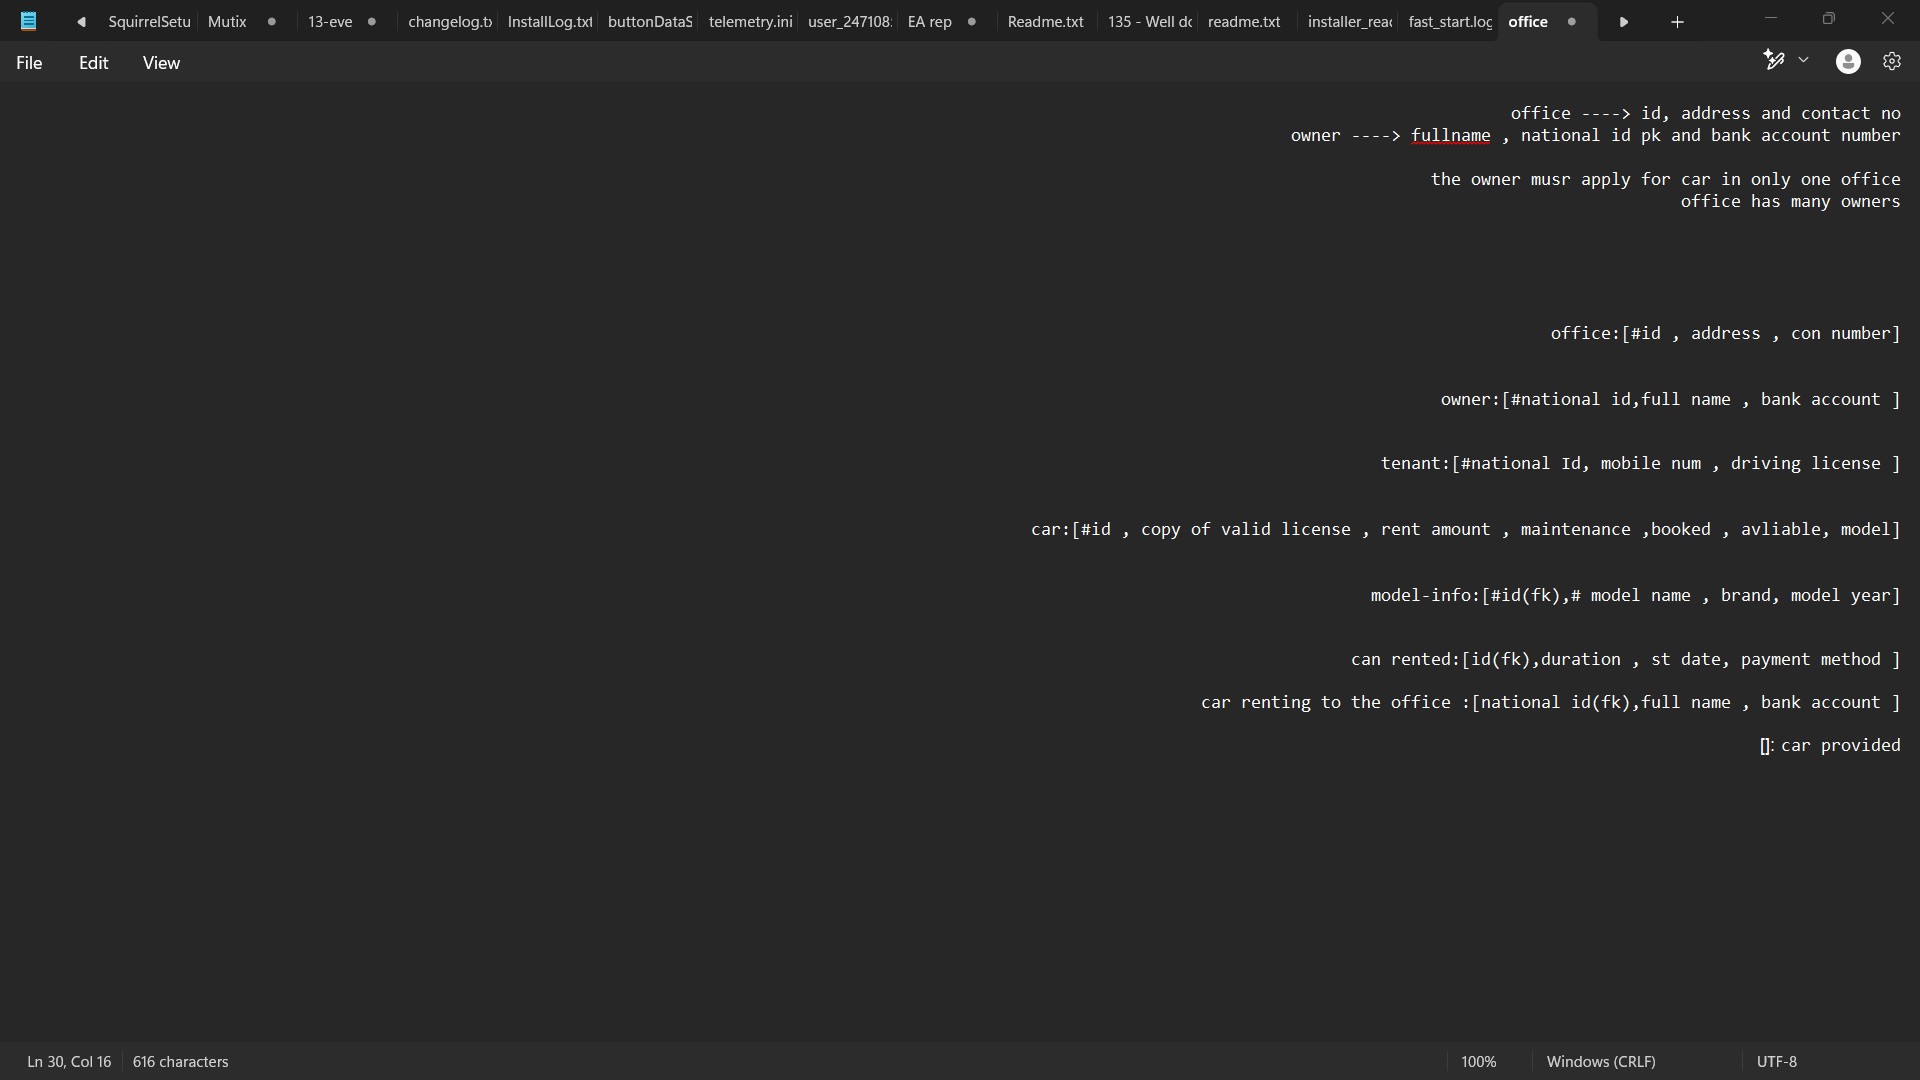 SquirrelSetu
Mutix
13-eve
changelog.tx
InstallLog.txt
buttonDataS
telemetry.ini
user_247108
EA rep
Readme.txt
135 - Well do
readme.txt
installer_read
fast_start.log
office
File
Edit
View
office ----> id, address and contact no
owner ----> fullname , national id pk and bank account number
the owner musr apply for car in only one office
office has many owners
office:[#id , address , con number]
owner:[#national id,full name , bank account ]
tenant:[#national Id, mobile num , driving license ]
car:[#id , copy of valid license , rent amount , maintenance ,booked , avliable, model]
model-info:[#id(fk),# model name , brand, model year]
can rented:[id(fk),duration , st date, payment method ]
car renting to the office :[national id(fk),full name , bank account ]
[]: car provided
Ln 30, Col 16
616 characters
100%
Windows (CRLF)
UTF-8